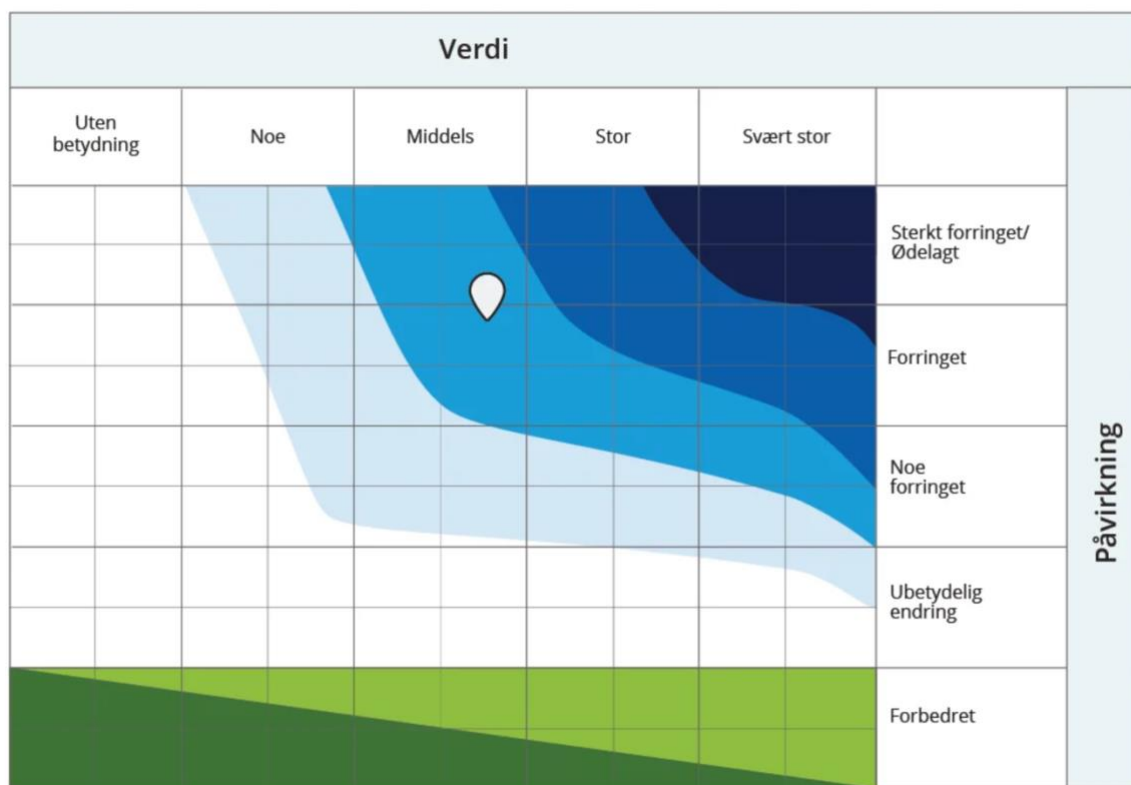 Verdi
Uten
betydning
Noe
Middels
Stor
Svært stor
Sterkt forringet/
Ødelagt
Forringet
Noe
forringet
Ubetydelig
endring
Forbedret
Påvirkning